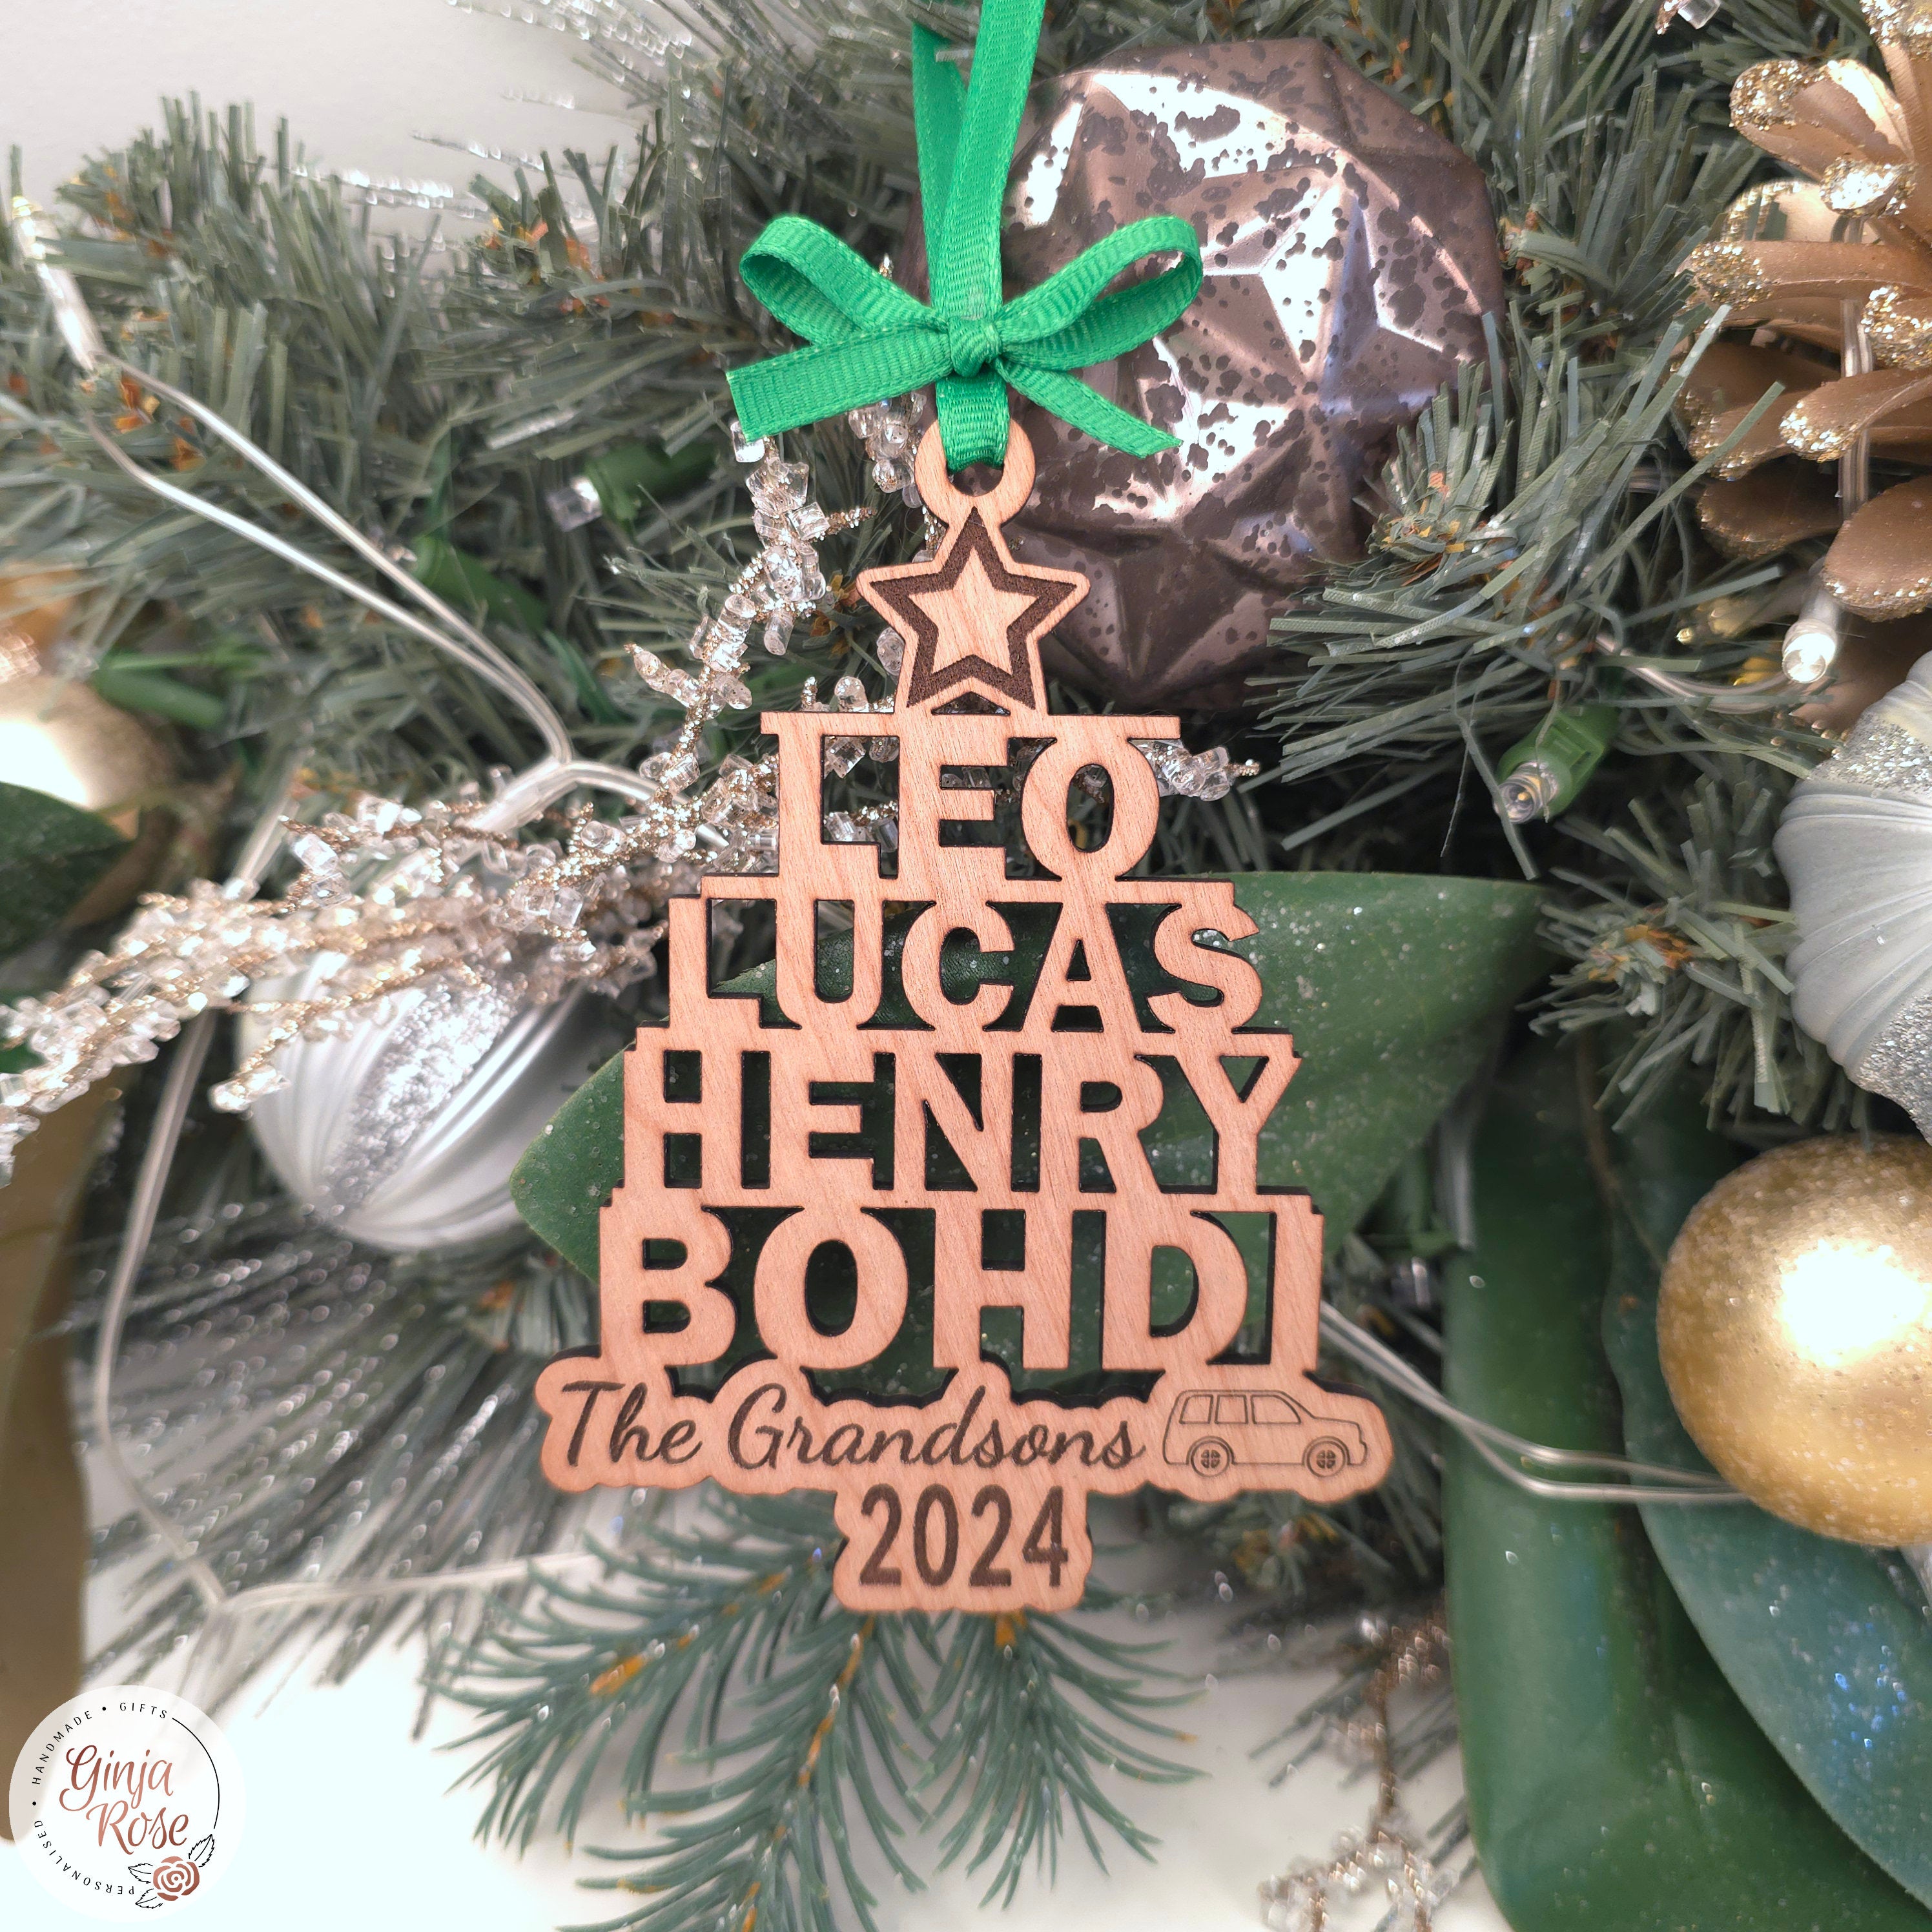 LEO
LUCAS
HENRY
BOHDI
The Grandsons
2024
PERSONALISED • HANDMADE • GIFTS
Ginja
Rose